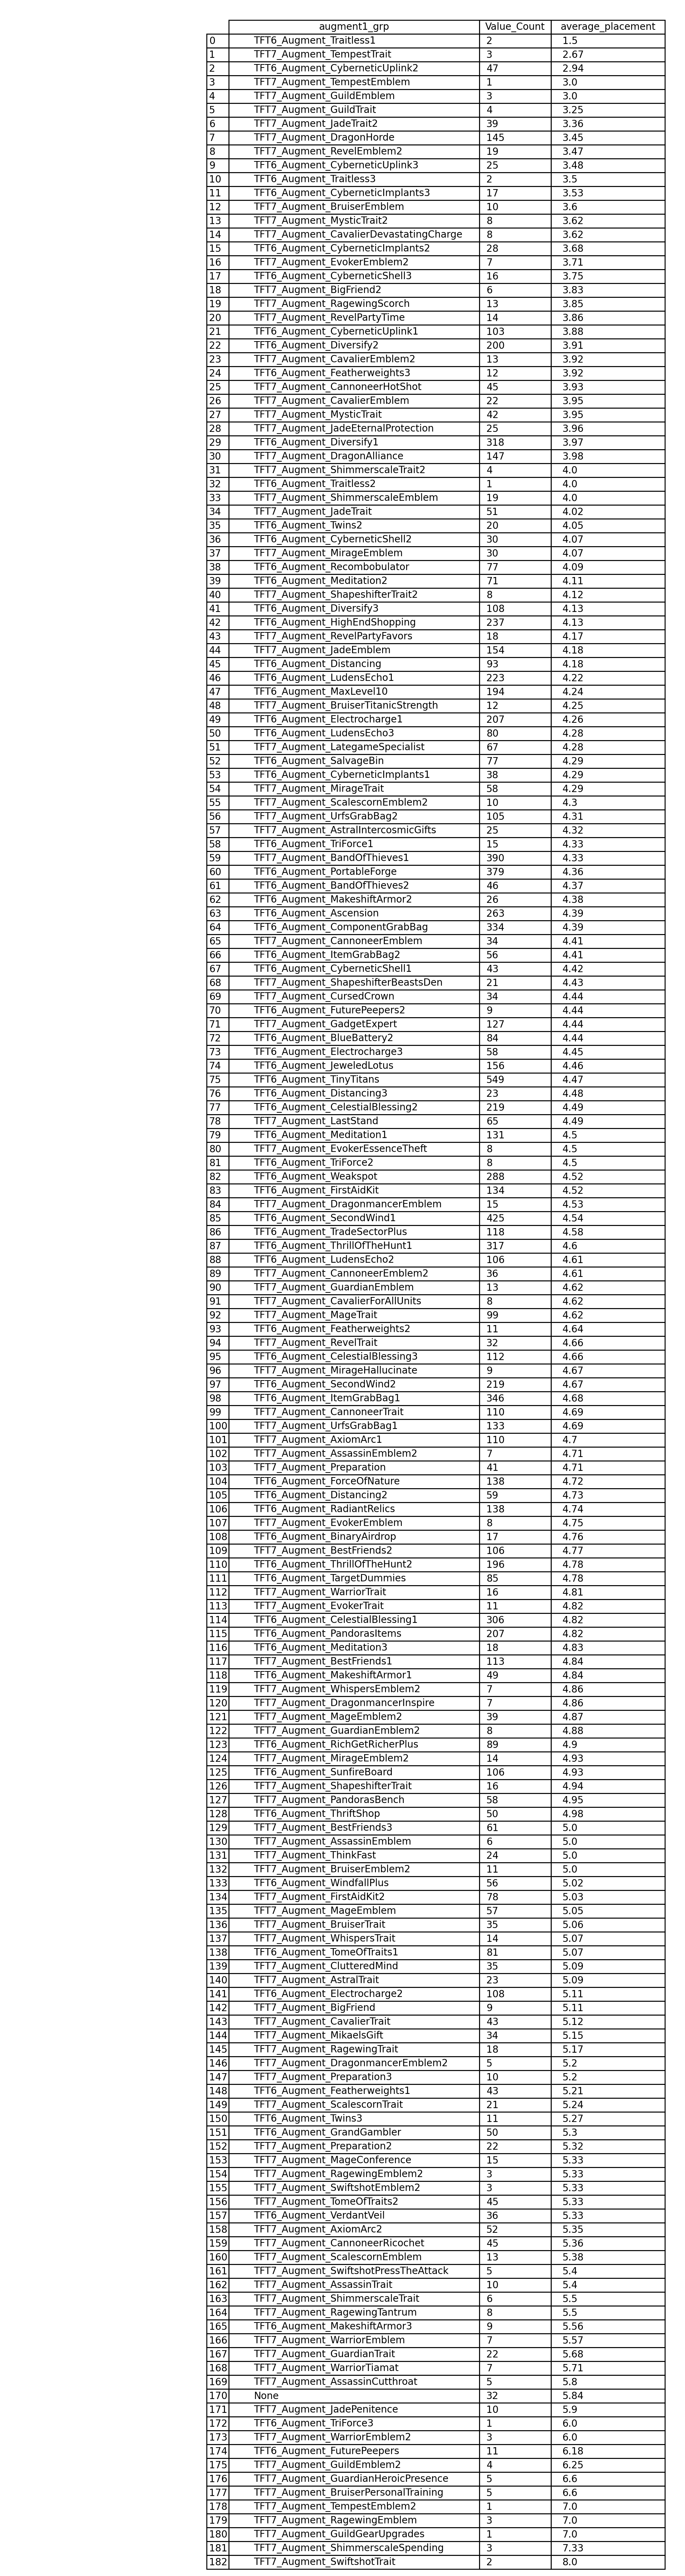 augment1_grp Value_Count average_placement
0 TFT6_Augment_Traitless1 2 1.5
1 TFT7_Augment_TempestTrait 3 2.67
2 TFT6_Augment_CyberneticUplink2 47 2.94
3 TFT7_Augment_TempestEmblem 1 3.0
4 TFT7_Augment_GuildEmblem 3 3.0
5 TFT7_Augment_GuildTrait 4 3.25
6 TFT7_Augment_JadeTrait2 39 3.36
7 TFT7_Augment_DragonHorde 145 3.45
8 TFT7_Augment_RevelEmblem2 19 3.47
9 TFT6_Augment_CyberneticUplink3 25 3.48
10 TFT6_Augment_Traitless3 2 3.5
11 TFT6_Augment_CyberneticImplants3 17 3.53
12 TFT7_Augment_BruiserEmblem 10 3.6
13 TFT7_Augment_MysticTrait2 8 3.62
14 TFT7_Augment_CavalierDevastatingCharge 8 3.62
15 TFT6_Augment_CyberneticImplants2 28 3.68
16 TFT7_Augment_EvokerEmblem2 7 3.71
17 TFT6_Augment_CyberneticShell3 16 3.75
18 TFT7_Augment_BigFriend2 6 3.83
19 TFT7_Augment_RagewingScorch 13 3.85
20 TFT7_Augment_RevelPartyTime 14 3.86
21 TFT6_Augment_CyberneticUplink1 103 3.88
22 TFT6_Augment_Diversify2 200 3.91
23 TFT7_Augment_CavalierEmblem2 13 3.92
24 TFT6_Augment_Featherweights3 12 3.92
25 TFT7_Augment_CannoneerHotShot 45 3.93
26 TFT7_Augment_CavalierEmblem 22 3.95
27 TFT7_Augment_MysticTrait 42 3.95
28 TFT7_Augment_JadeEternalProtection 25 3.96
29 TFT6_Augment_Diversify1 318 3.97
30 TFT7_Augment_DragonAlliance 147 3.98
31 TFT7_Augment_ShimmerscaleTrait2 4 4.0
32 TFT6_Augment_Traitless2 1 4.0
33 TFT7_Augment_ShimmerscaleEmblem 19 4.0
34 TFT7_Augment_JadeTrait 51 4.02
35 TFT6_Augment_Twins2 20 4.05
36 TFT6_Augment_CyberneticShell2 30 4.07
37 TFT7_Augment_MirageEmblem 30 4.07
38 TFT6_Augment_Recombobulator 77 4.09
39 TFT6_Augment_Meditation2 71 4.11
40 TFT7_Augment_ShapeshifterTrait2 8 4.12
41 TFT6_Augment_Diversify3 108 4.13
42 TFT6_Augment_HighEndShopping 237 4.13
43 TFT7_Augment_RevelPartyFavors 18 4.17
44 TFT7_Augment_JadeEmblem 154 4.18
45 TFT6_Augment_Distancing 93 4.18
46 TFT6_Augment_LudensEcho1 223 4.22
47 TFT6_Augment_MaxLevel10 194 4.24
48 TFT7_Augment_BruiserTitanicStrength 12 4.25
49 TFT6_Augment_Electrocharge1 207 4.26
50 TFT6_Augment_LudensEcho3 80 4.28
51 TFT7_Augment_LategameSpecialist 67 4.28
52 TFT6_Augment_SalvageBin 77 4.29
53 TFT6_Augment_CyberneticImplants1 38 4.29
54 TFT7_Augment_MirageTrait 58 4.29
55 TFT7_Augment_ScalescornEmblem2 10 4.3
56 TFT7_Augment_UrfsGrabBag2 105 4.31
57 TFT7_Augment_AstralIntercosmicGifts 25 4.32
58 TFT6_Augment_TriForce1 15 4.33
59 TFT7_Augment_BandOfThieves1 390 4.33
60 TFT6_Augment_PortableForge 379 4.36
61 TFT7_Augment_BandOfThieves2 46 4.37
62 TFT6_Augment_MakeshiftArmor2 26 4.38
63 TFT6_Augment_Ascension 263 4.39
64 TFT6_Augment_ComponentGrabBag 334 4.39
65 TFT7_Augment_CannoneerEmblem 34 4.41
66 TFT6_Augment_ItemGrabBag2 56 4.41
67 TFT6_Augment_CyberneticShell1 43 4.42
68 TFT7_Augment_ShapeshifterBeastsDen 21 4.43
69 TFT7_Augment_CursedCrown 34 4.44
70 TFT6_Augment_FuturePeepers2 9 4.44
71 TFT7_Augment_GadgetExpert 127 4.44
72 TFT6_Augment_BlueBattery2 84 4.44
73 TFT6_Augment_Electrocharge3 58 4.45
74 TFT6_Augment_JeweledLotus 156 4.46
75 TFT6_Augment_TinyTitans 549 4.47
76 TFT6_Augment_Distancing3 23 4.48
77 TFT6_Augment_CelestialBlessing2 219 4.49
78 TFT7_Augment_LastStand 65 4.49
79 TFT6_Augment_Meditation1 131 4.5
80 TFT7_Augment_EvokerEssenceTheft 8 4.5
81 TFT6_Augment_TriForce2 8 4.5
82 TFT6_Augment_Weakspot 288 4.52
83 TFT6_Augment_FirstAidKit 134 4.52
84 TFT7_Augment_DragonmancerEmblem 15 4.53
85 TFT6_Augment_SecondWind1 425 4.54
86 TFT6_Augment_TradeSectorPlus 118 4.58
87 TFT6_Augment_ThrillOfTheHunt1 317 4.6
88 TFT6_Augment_LudensEcho2 106 4.61
89 TFT7_Augment_CannoneerEmblem2 36 4.61
90 TFT7_Augment_GuardianEmblem 13 4.62
91 TFT7_Augment_CavalierForAllUnits 8 4.62
92 TFT7_Augment_MageTrait 99 4.62
93 TFT6_Augment_Featherweights2 11 4.64
94 TFT7_Augment_RevelTrait 32 4.66
95 TFT6_Augment_CelestialBlessing3 112 4.66
96 TFT7_Augment_MirageHallucinate 9 4.67
97 TFT6_Augment_SecondWind2 219 4.67
98 TFT6_Augment_ItemGrabBag1 346 4.68
99 TFT7_Augment_CannoneerTrait 110 4.69
100 TFT7_Augment_UrfsGrabBag1 133 4.69
101 TFT7_Augment_AxiomArc1 110 4.7
102 TFT7_Augment_AssassinEmblem2 7 4.71
103 TFT7_Augment_Preparation 41 4.71
104 TFT6_Augment_ForceOfNature 138 4.72
105 TFT6_Augment_Distancing2 59 4.73
106 TFT6_Augment_RadiantRelics 138 4.74
107 TFT7_Augment_EvokerEmblem 8 4.75
108 TFT6_Augment_BinaryAirdrop 17 4.76
109 TFT7_Augment_BestFriends2 106 4.77
110 TFT6_Augment_ThrillOfTheHunt2 196 4.78
111 TFT6_Augment_TargetDummies 85 4.78
112 TFT7_Augment_WarriorTrait 16 4.81
113 TFT7_Augment_EvokerTrait 11 4.82
114 TFT6_Augment_CelestialBlessing1 306 4.82
115 TFT6_Augment_PandorasItems 207 4.82
116 TFT6_Augment_Meditation3 18 4.83
117 TFT7_Augment_BestFriends1 113 4.84
118 TFT6_Augment_MakeshiftArmor1 49 4.84
119 TFT7_Augment_WhispersEmblem2 7 4.86
120 TFT7_Augment_DragonmancerInspire 7 4.86
121 TFT7_Augment_MageEmblem2 39 4.87
122 TFT7_Augment_GuardianEmblem2 8 4.88
123 TFT6_Augment_RichGetRicherPlus 89 4.9
124 TFT7_Augment_MirageEmblem2 14 4.93
125 TFT6_Augment_SunfireBoard 106 4.93
126 TFT7_Augment_ShapeshifterTrait 16 4.94
127 TFT7_Augment_PandorasBench 58 4.95
128 TFT6_Augment_ThriftShop 50 4.98
129 TFT7_Augment_BestFriends3 61 5.0
130 TFT7_Augment_AssassinEmblem 6 5.0
131 TFT7_Augment_ThinkFast 24 5.0
132 TFT7_Augment_BruiserEmblem2 11 5.0
133 TFT6_Augment_WindfallPlus 56 5.02
134 TFT7_Augment_FirstAidKit2 78 5.03
135 TFT7_Augment_MageEmblem 57 5.05
136 TFT7_Augment_BruiserTrait 35 5.06
137 TFT7_Augment_WhispersTrait 14 5.07
138 TFT6_Augment_TomeOfTraits1 81 5.07
139 TFT7_Augment_ClutteredMind 35 5.09
140 TFT7_Augment_AstralTrait 23 5.09
141 TFT6_Augment_Electrocharge2 108 5.11
142 TFT7_Augment_BigFriend 9 5.11
143 TFT7_Augment_CavalierTrait 43 5.12
144 TFT7_Augment_MikaelsGift 34 5.15
145 TFT7_Augment_RagewingTrait 18 5.17
146 TFT7_Augment_DragonmancerEmblem2 5 5.2
147 TFT7_Augment_Preparation3 10 5.2
148 TFT6_Augment_Featherweights1 43 5.21
149 TFT7_Augment_ScalescornTrait 21 5.24
150 TFT6_Augment_Twins3 11 5.27
151 TFT6_Augment_GrandGambler 50 5.3
152 TFT7_Augment_Preparation2 22 5.32
153 TFT7_Augment_MageConference 15 5.33
154 TFT7_Augment_RagewingEmblem2 3 5.33
155 TFT7_Augment_SwiftshotEmblem2 3 5.33
156 TFT7_Augment_TomeOfTraits2 45 5.33
157 TFT6_Augment_VerdantVeil 36 5.33
158 TFT7_Augment_AxiomArc2 52 5.35
159 TFT7_Augment_CannoneerRicochet 45 5.36
160 TFT7_Augment_ScalescornEmblem 13 5.38
161 TFT7_Augment_SwiftshotPressTheAttack 5 5.4
162 TFT7_Augment_AssassinTrait 10 5.4
163 TFT7_Augment_ShimmerscaleTrait 6 5.5
164 TFT7_Augment_RagewingTantrum 8 5.5
165 TFT6_Augment_MakeshiftArmor3 9 5.56
166 TFT7_Augment_WarriorEmblem 7 5.57
167 TFT7_Augment_GuardianTrait 22 5.68
168 TFT7_Augment_WarriorTiamat 7 5.71
169 TFT7_Augment_AssassinCutthroat 5 5.8
170 None 32 5.84
171 TFT7_Augment_JadePenitence 10 5.9
172 TFT6_Augment_TriForce3 1 6.0
173 TFT7_Augment_WarriorEmblem2 3 6.0
174 TFT6_Augment_FuturePeepers 11 6.18
175 TFT7_Augment_GuildEmblem2 4 6.25
176 TFT7_Augment_GuardianHeroicPresence 5 6.6
177 TFT7_Augment_BruiserPersonalTraining 5 6.6
178 TFT7_Augment_TempestEmblem2 1 7.0
179 TFT7_Augment_RagewingEmblem 3 7.0
180 TFT7_Augment_GuildGearUpgrades 1 7.0
181 TFT7_Augment_ShimmerscaleSpending 3 7.33
182 TFT7_Augment_SwiftshotTrait 2 8.0